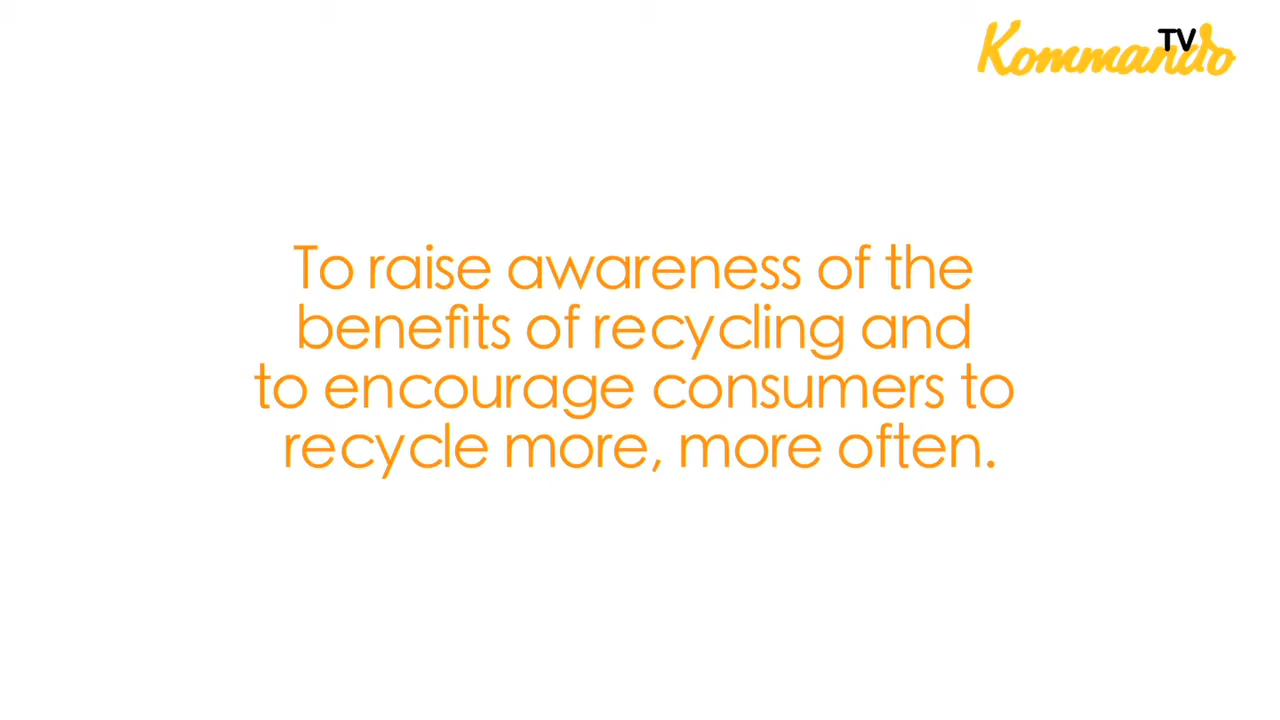 Kommando TV
To raise awareness of the
benefits of recycling and
to encourage consumers to
recycle more, more often.